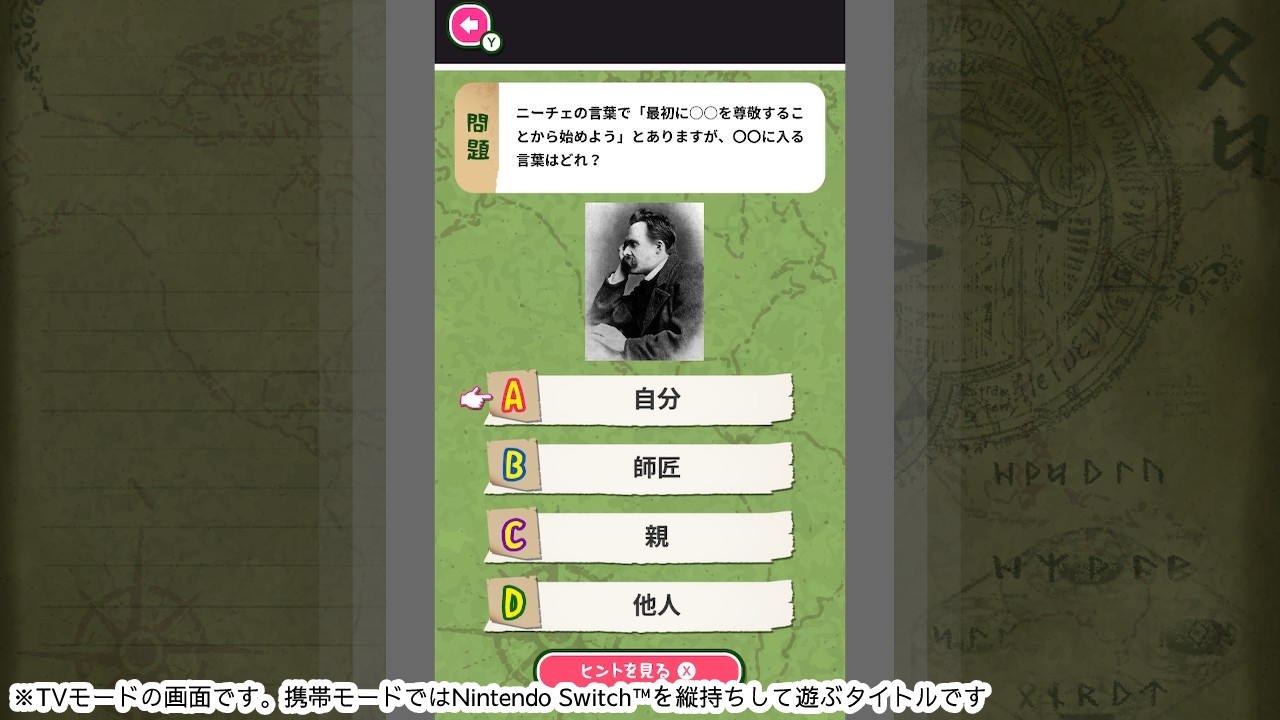 Y
問題
ニーチェの言葉で「最初に○○を尊敬するこ
とから始めよう」とありますが、〇〇に入る
言葉はどれ？
A 自分
B 師匠
C 親
D 他人
ヒントを見る X
※TVモードの画面です。携帯モードではNintendo Switch™を縦持ちして遊ぶタイトルです